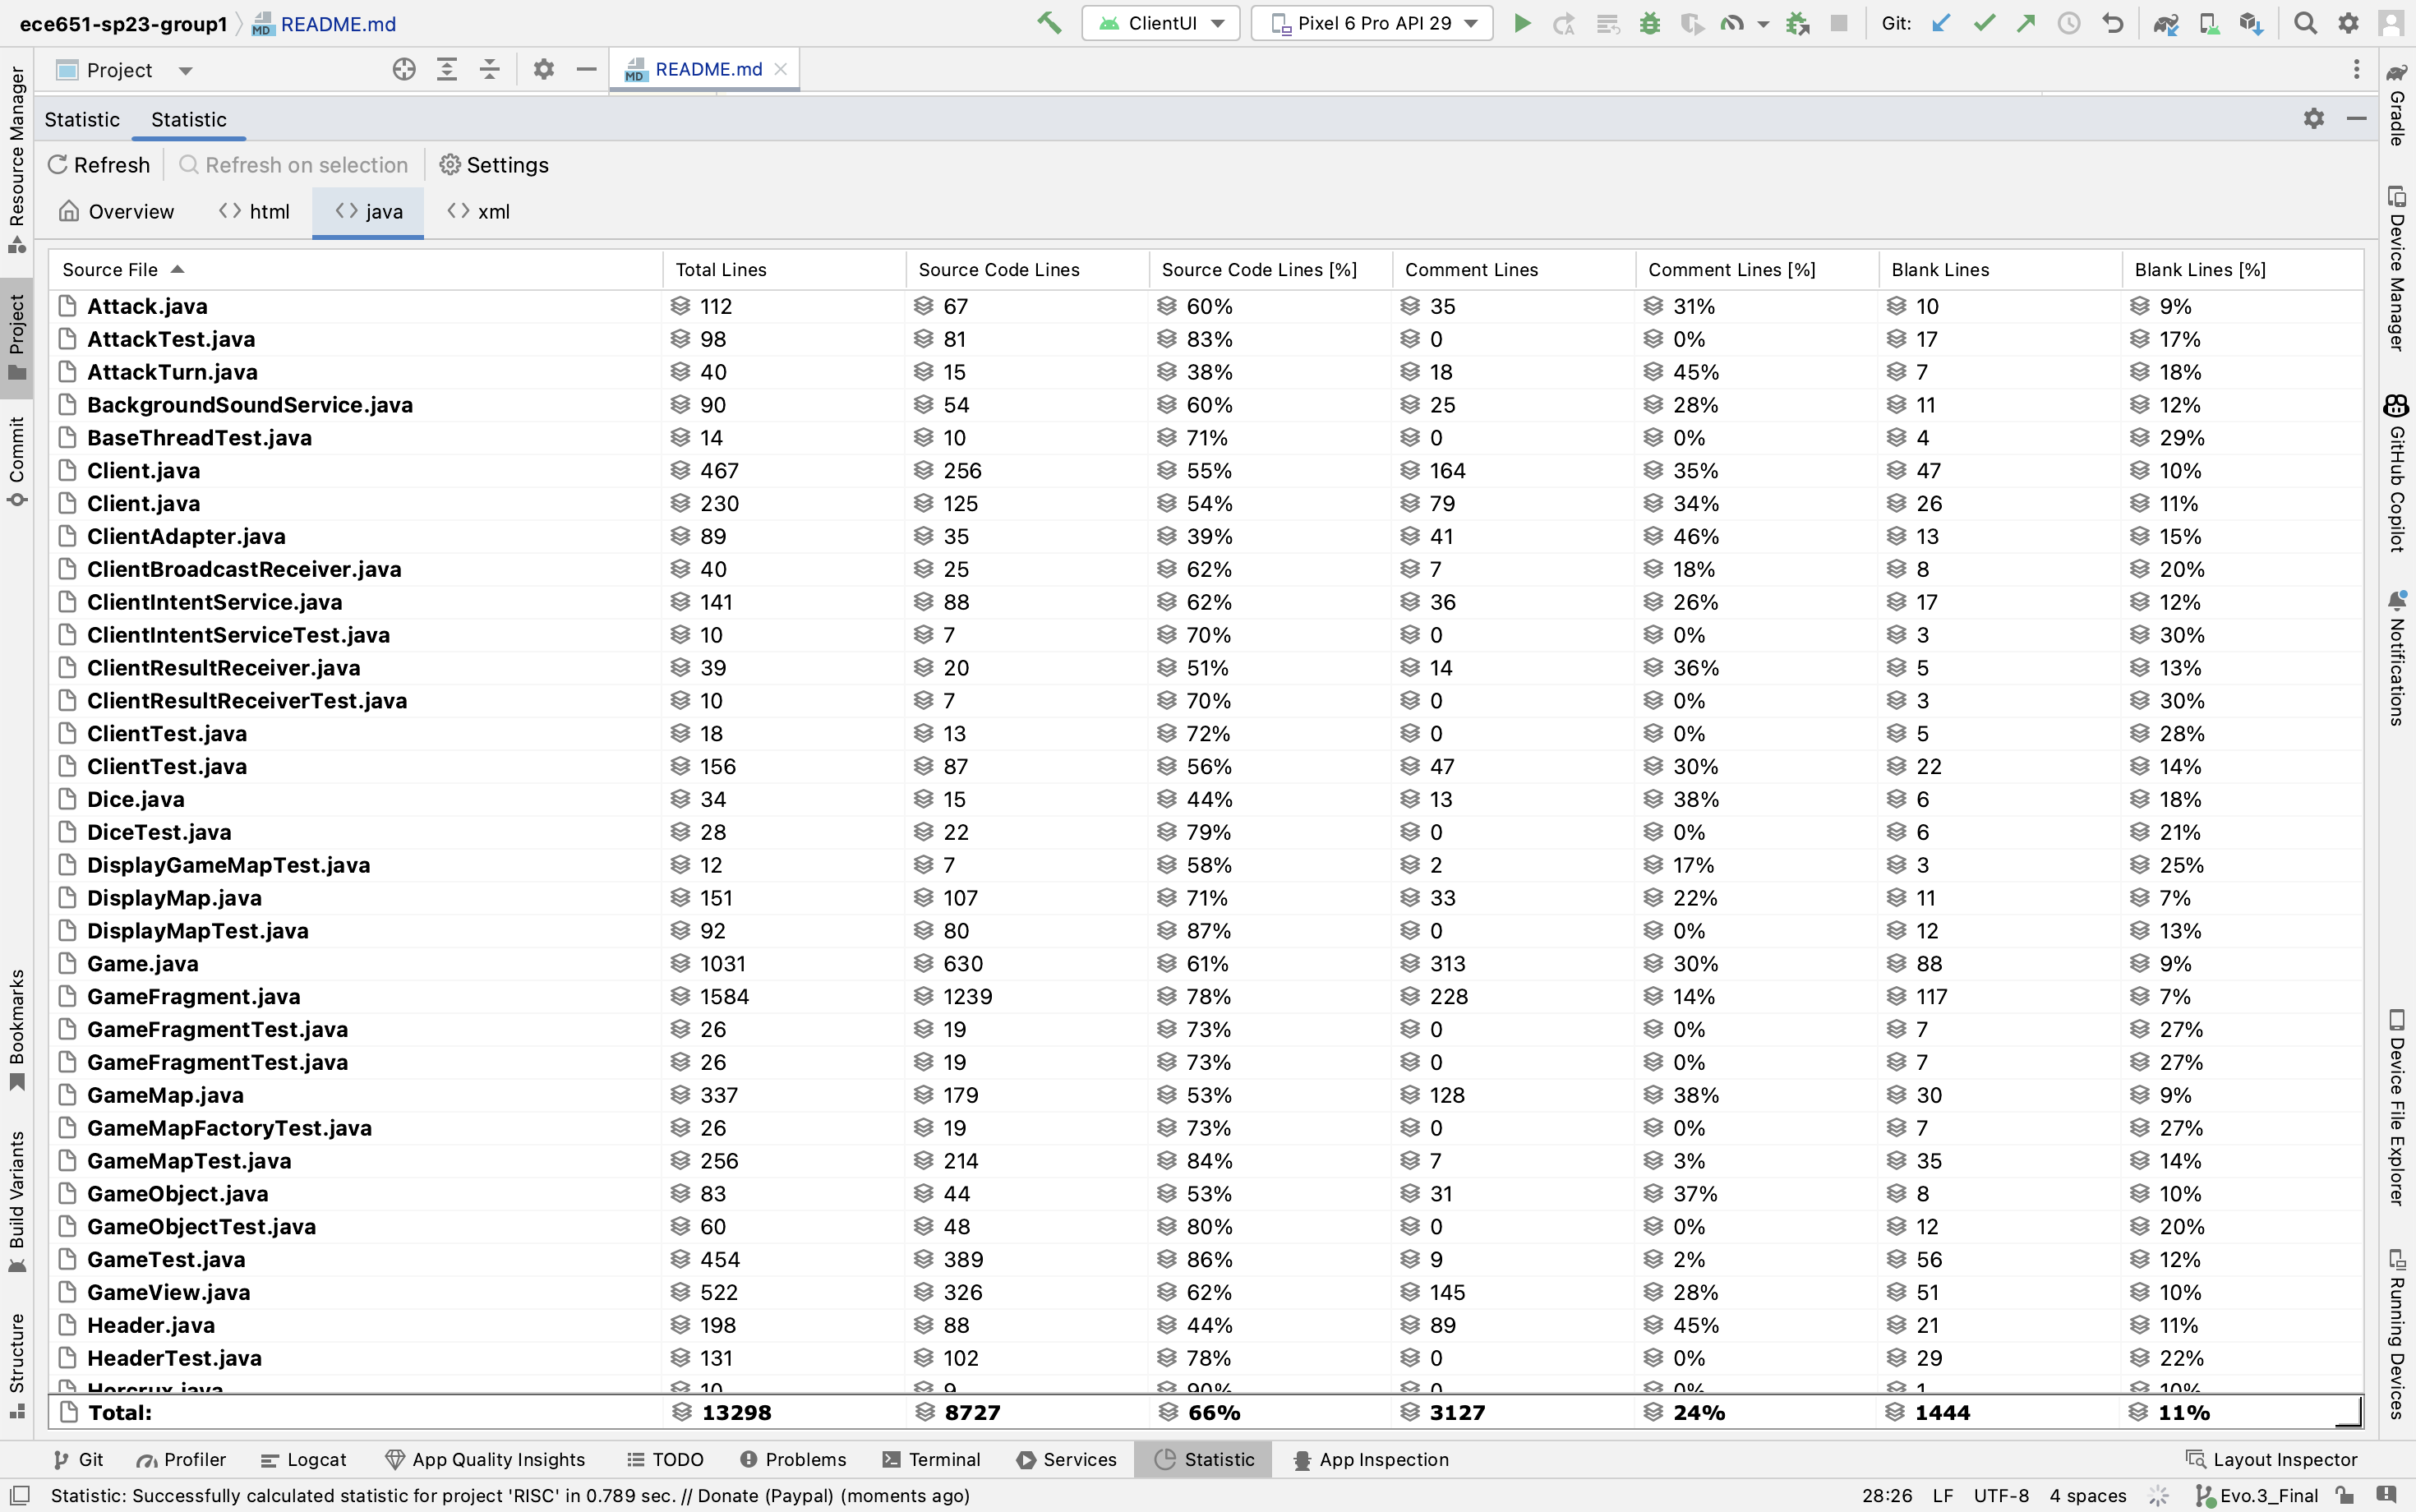 ece651-sp23-group1 README.md ClientUI Pixel 6 Pro API 29 Git:
Project README.md
Statistic Statistic
Refresh Refresh on selection Settings
Overview html java xml
Source File Total Lines Source Code Lines Source Code Lines [%] Comment Lines Comment Lines [%] Blank Lines Blank Lines [%]
Attack.java 112 67 60% 35 31% 10 9%
AttackTest.java 98 81 83% 0 0% 17 17%
AttackTurn.java 40 15 38% 18 45% 7 18%
BackgroundSoundService.java 90 54 60% 25 28% 11 12%
BaseThreadTest.java 14 10 71% 0 0% 4 29%
Client.java 467 256 55% 164 35% 47 10%
Client.java 230 125 54% 79 34% 26 11%
ClientAdapter.java 89 35 39% 41 46% 13 15%
ClientBroadcastReceiver.java 40 25 62% 7 18% 8 20%
ClientIntentService.java 141 88 62% 36 26% 17 12%
ClientIntentServiceTest.java 10 7 70% 0 0% 3 30%
ClientResultReceiver.java 39 20 51% 14 36% 5 13%
ClientResultReceiverTest.java 10 7 70% 0 0% 3 30%
ClientTest.java 18 13 72% 0 0% 5 28%
ClientTest.java 156 87 56% 47 30% 22 14%
Dice.java 34 15 44% 13 38% 6 18%
DiceTest.java 28 22 79% 0 0% 6 21%
DisplayGameMapTest.java 12 7 58% 2 17% 3 25%
DisplayMap.java 151 107 71% 33 22% 11 7%
DisplayMapTest.java 92 80 87% 0 0% 12 13%
Game.java 1031 630 61% 313 30% 88 9%
GameFragment.java 1584 1239 78% 228 14% 117 7%
GameFragmentTest.java 26 19 73% 0 0% 7 27%
GameFragmentTest.java 26 19 73% 0 0% 7 27%
GameMap.java 337 179 53% 128 38% 30 9%
GameMapFactoryTest.java 26 19 73% 0 0% 7 27%
GameMapTest.java 256 214 84% 7 3% 35 14%
GameObject.java 83 44 53% 31 37% 8 10%
GameObjectTest.java 60 48 80% 0 0% 12 20%
GameTest.java 454 389 86% 9 2% 56 12%
GameView.java 522 326 62% 145 28% 51 10%
Header.java 198 88 44% 89 45% 21 11%
HeaderTest.java 131 102 78% 0 0% 29 22%
Horcrux.java 10 9 90% 0 0% 1 10%
Total: 13298 8727 66% 3127 24% 1444 11%
Git Profiler Logcat App Quality Insights TODO Problems Terminal Services Statistic App Inspection Layout Inspector
Statistic: Successfully calculated statistic for project 'RISC' in 0.789 sec. // Donate (Paypal) (moments ago) 28:26 LF UTF-8 4 spaces Evo.3_Final
Resource Manager
Project
Commit
Bookmarks
Build Variants
Structure
Gradle
Device Manager
GitHub Copilot
Notifications
Device File Explorer
Running Devices